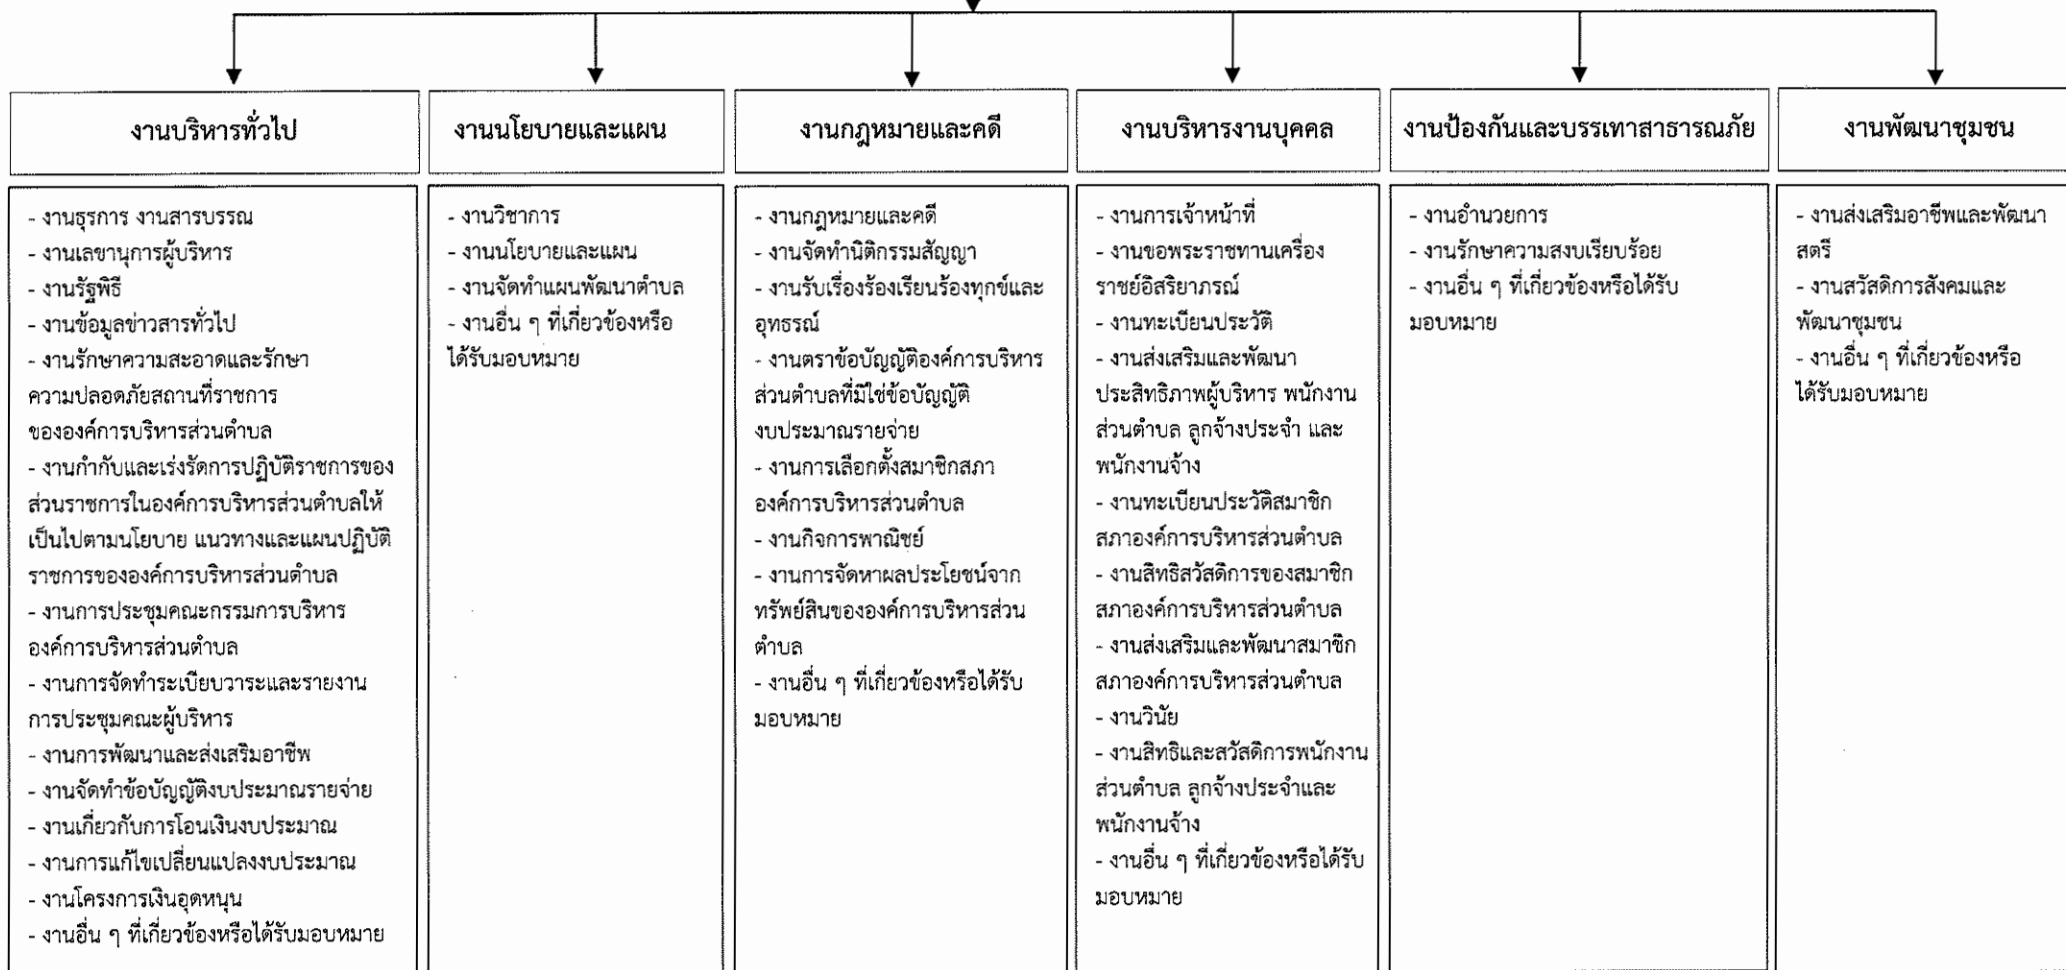 งานบริหารทั่วไป
- งานธุรการ งานสารบรรณ
- งานเลขานุการผู้บริหาร
- งานรัฐพิธี
- งานข้อมูลข่าวสารทั่วไป
- งานรักษาความสะอาดและรักษา
ความปลอดภัยสถานที่ราชการ
ขององค์การบริหารส่วนตำบล
- งานกำกับและเร่งรัดการปฏิบัติราชการของ
ส่วนราชการในองค์การบริหารส่วนตำบลให้
เป็นไปตามนโยบาย แนวทางและแผนปฏิบัติ
ราชการขององค์การบริหารส่วนตำบล
- งานการประชุมคณะกรรมการบริหาร
องค์การบริหารส่วนตำบล
- งานการจัดทำระเบียบวาระและรายงาน
การประชุมคณะผู้บริหาร
- งานการพัฒนาและส่งเสริมอาชีพ
- งานจัดทำข้อบัญญัติงบประมาณรายจ่าย
- งานเกี่ยวกับการโอนเงินงบประมาณ
- งานการแก้ไขเปลี่ยนแปลงงบประมาณ
- งานโครงการเงินอุดหนุน
- งานอื่น ๆ ที่เกี่ยวข้องหรือได้รับมอบหมาย
งานนโยบายและแผน
- งานวิชาการ
- งานนโยบายและแผน
- งานจัดทำแผนพัฒนาตำบล
- งานอื่น ๆ ที่เกี่ยวข้องหรือ
ได้รับมอบหมาย
งานกฎหมายและคดี
- งานกฎหมายและคดี
- งานจัดทำนิติกรรมสัญญา
- งานรับเรื่องร้องเรียนร้องทุกข์และ
อุทธรณ์
- งานตราข้อบัญญัติองค์การบริหาร
ส่วนตำบลที่มิใช่ข้อบัญญัติ
งบประมาณรายจ่าย
- งานการเลือกตั้งสมาชิกสภา
องค์การบริหารส่วนตำบล
- งานกิจการพาณิชย์
- งานการจัดหาผลประโยชน์จาก
ทรัพย์สินขององค์การบริหารส่วน
ตำบล
- งานอื่น ๆ ที่เกี่ยวข้องหรือได้รับ
มอบหมาย
งานบริหารงานบุคคล
- งานการเจ้าหน้าที่
- งานขอพระราชทานเครื่อง
ราชย์อิสริยาภรณ์
- งานทะเบียนประวัติ
- งานส่งเสริมและพัฒนา
ประสิทธิภาพผู้บริหาร พนักงาน
ส่วนตำบล ลูกจ้างประจำ และ
พนักงานจ้าง
- งานทะเบียนประวัติสมาชิก
สภาองค์การบริหารส่วนตำบล
- งานสิทธิสวัสดิการของสมาชิก
สภาองค์การบริหารส่วนตำบล
- งานส่งเสริมและพัฒนาสมาชิก
สภาองค์การบริหารส่วนตำบล
- งานวินัย
- งานสิทธิและสวัสดิการพนักงาน
ส่วนตำบล ลูกจ้างประจำและ
พนักงานจ้าง
- งานอื่น ๆ ที่เกี่ยวข้องหรือได้รับ
มอบหมาย
งานป้องกันและบรรเทาสาธารณภัย
- งานอำนวยการ
- งานรักษาความสงบเรียบร้อย
- งานอื่น ๆ ที่เกี่ยวข้องหรือได้รับ
มอบหมาย
งานพัฒนาชุมชน
- งานส่งเสริมอาชีพและพัฒนา
สตรี
- งานสวัสดิการสังคมและ
พัฒนาชุมชน
- งานอื่น ๆ ที่เกี่ยวข้องหรือ
ได้รับมอบหมาย